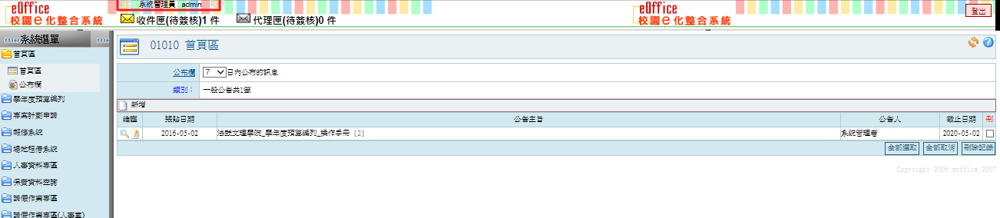 eOffice
校園e化整合系統
系統管理員 admin
收件匣(待簽核)1 件 代理匣(待簽核)0 件
eOffice
校園e化整合系統
登出
系統選單
首頁區
首頁區
公布欄
學年度預算編列
專案計劃申請
報修系統
場地租借系統
人事資料專區
保費資料查詢
請假作業專區
請假作業專區(人事室)
01010 首頁區
公布欄 7 日內公布的訊息
類別： 一般公告共1筆
新增
維護 張貼日期 公告主旨 公告人 截止日期 刪
2016-05-02 法鼓文理學院_學年度預算編列_操作手冊 [2] 系統管理者 2020-05-02
全部選取 全部取消 刪除記錄
Copyright 2006 eoffice 2007